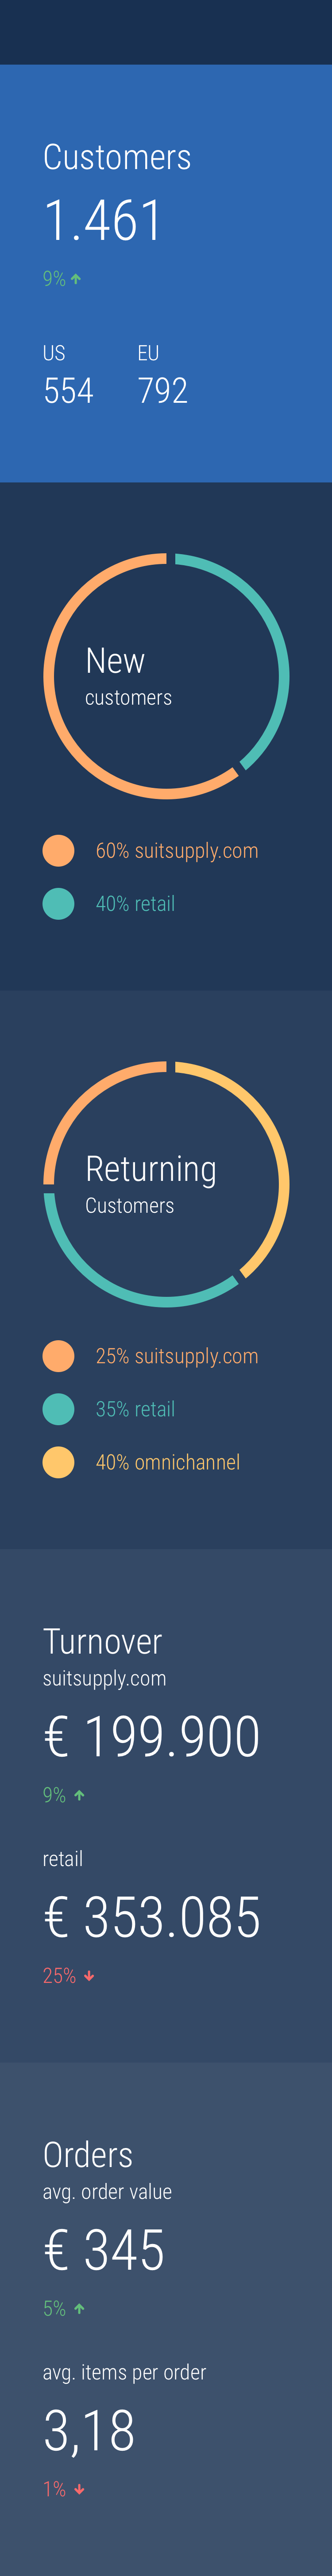 Customers
1.461
9%
US EU
554 792
New
customers
60% suitsupply.com
40% retail
Returning
Customers
25% suitsupply.com
35% retail
40% omnichannel
Turnover
suitsupply.com
€ 199.900
9%
retail
€ 353.085
25%
Orders
avg. order value
€ 345
5%
avg. items per order
3,18
1%